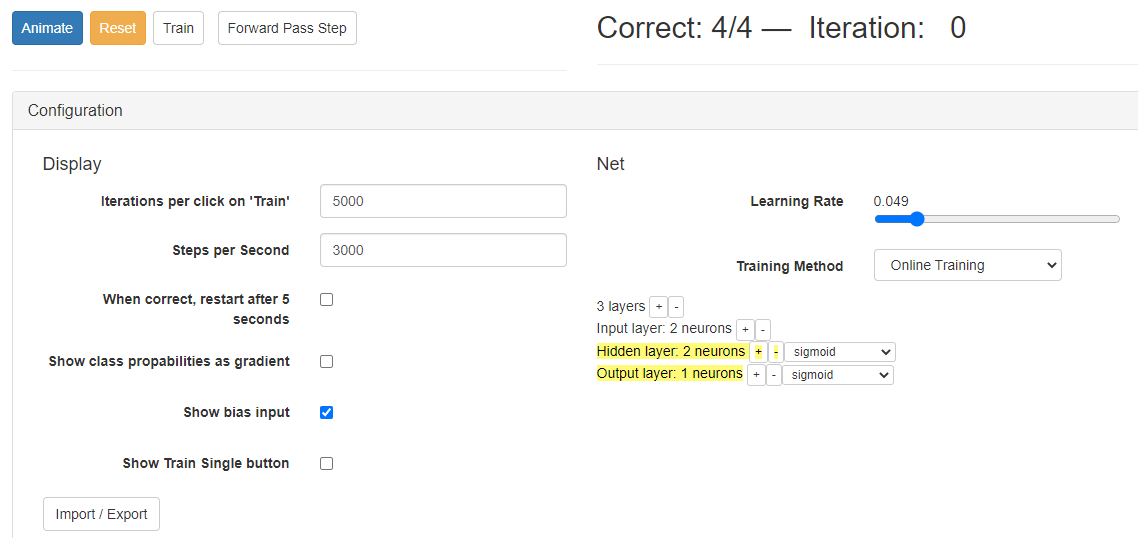 Animate Reset Train Forward Pass Step
Correct: 4/4 — Iteration: 0
Configuration
Display
Iterations per click on 'Train' 5000
Steps per Second 3000
When correct, restart after 5
seconds
Show class propabilities as gradient
Show bias input
Show Train Single button
Import / Export
Net
Learning Rate 0.049
Training Method Online Training
3 layers + -
Input layer: 2 neurons + -
Hidden layer: 2 neurons + - sigmoid
Output layer: 1 neurons + - sigmoid